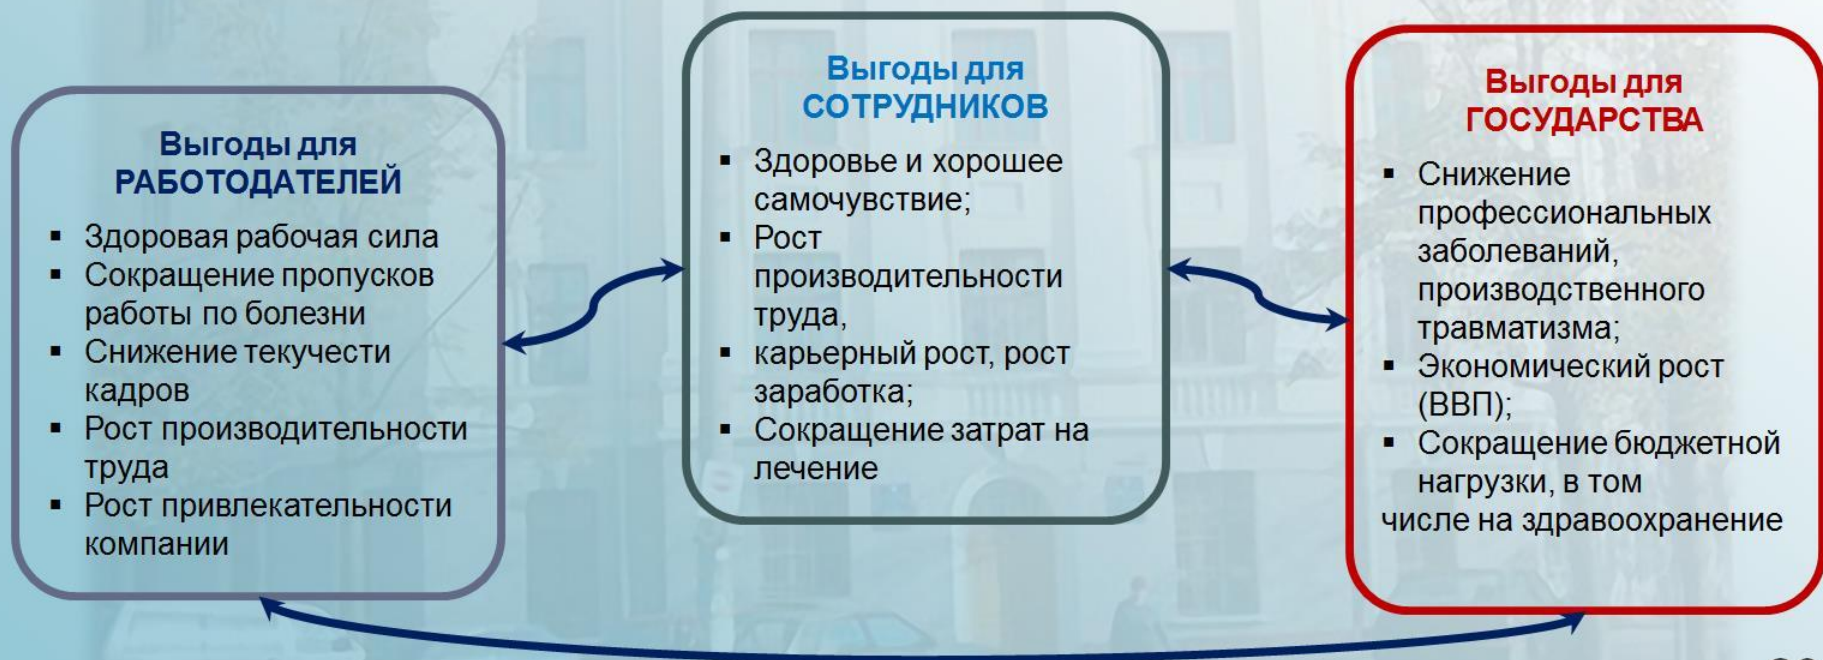 Выгоды для
РАБОТОДАТЕЛЕЙ
▪ Здоровая рабочая сила
▪ Сокращение пропусков
работы по болезни
▪ Снижение текучести
кадров
▪ Рост производительности
труда
▪ Рост привлекательности
компании
Выгоды для
СОТРУДНИКОВ
▪ Здоровье и хорошее
самочувствие;
▪ Рост
производительности
труда,
▪ карьерный рост, рост
заработка;
▪ Сокращение затрат на
лечение
Выгоды для
ГОСУДАРСТВА
▪ Снижение
профессиональных
заболеваний,
производственного
травматизма;
▪ Экономический рост
(ВВП);
▪ Сокращение бюджетной
нагрузки, в том
числе на здравоохранение